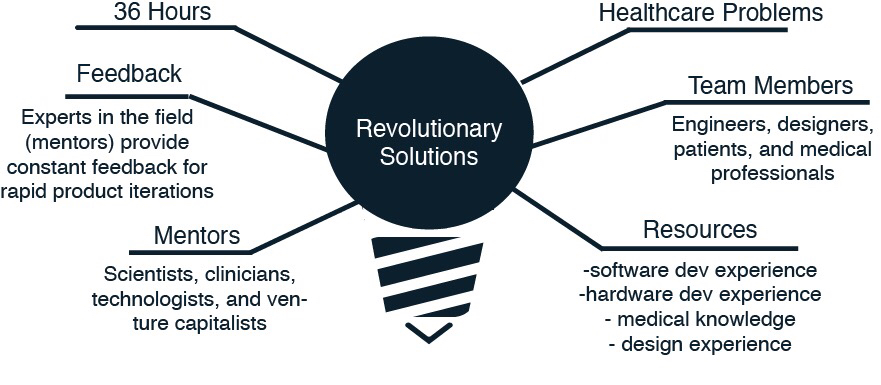 36 Hours
Feedback
Experts in the field
(mentors) provide
constant feedback for
rapid product iterations
Mentors
Scientists, clinicians,
technologists, and ven-
ture capitalists
Revolutionary
Solutions
Healthcare Problems
Team Members
Engineers, designers,
patients, and medical
professionals
Resources
-software dev experience
-hardware dev experience
- medical knowledge
- design experience